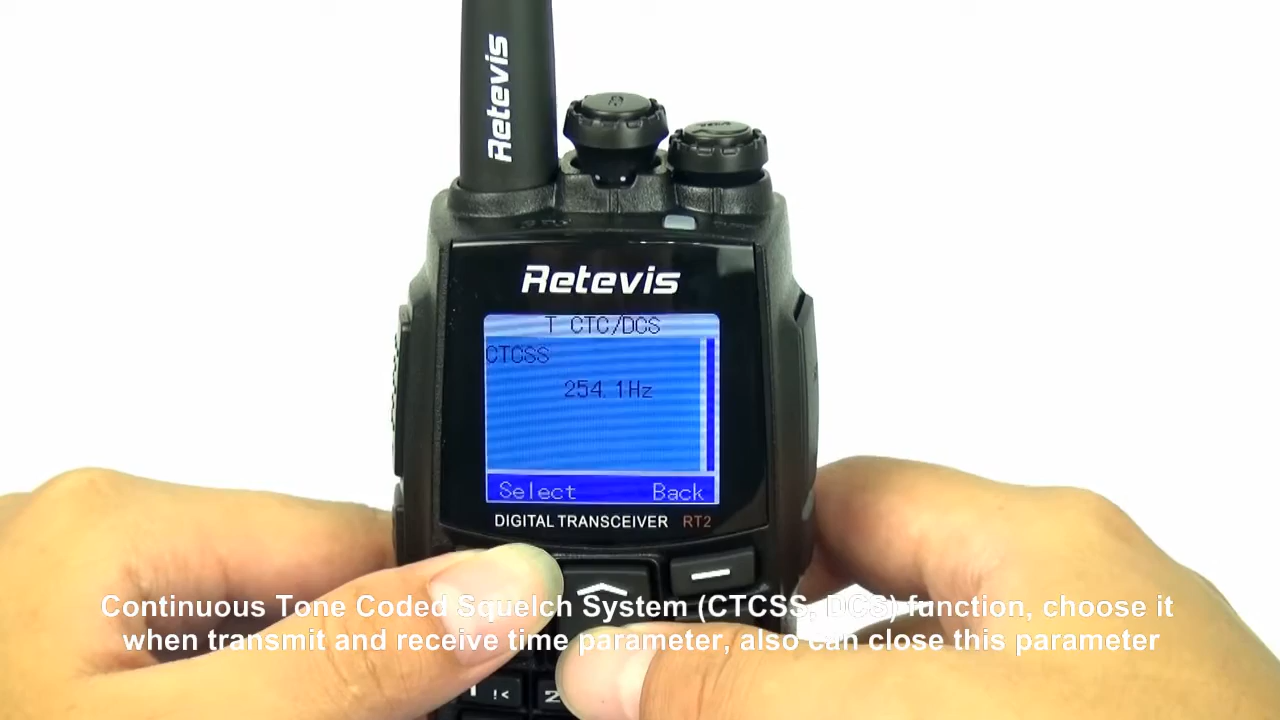 Retevis
Retevis
T CTC/DCS
CTCSS
254.1Hz
Select Back
DIGITAL TRANSCEIVER RT2
Continuous Tone Coded Squelch System (CTCSS, DCS) function, choose it
when transmit and receive time parameter, also can close this parameter